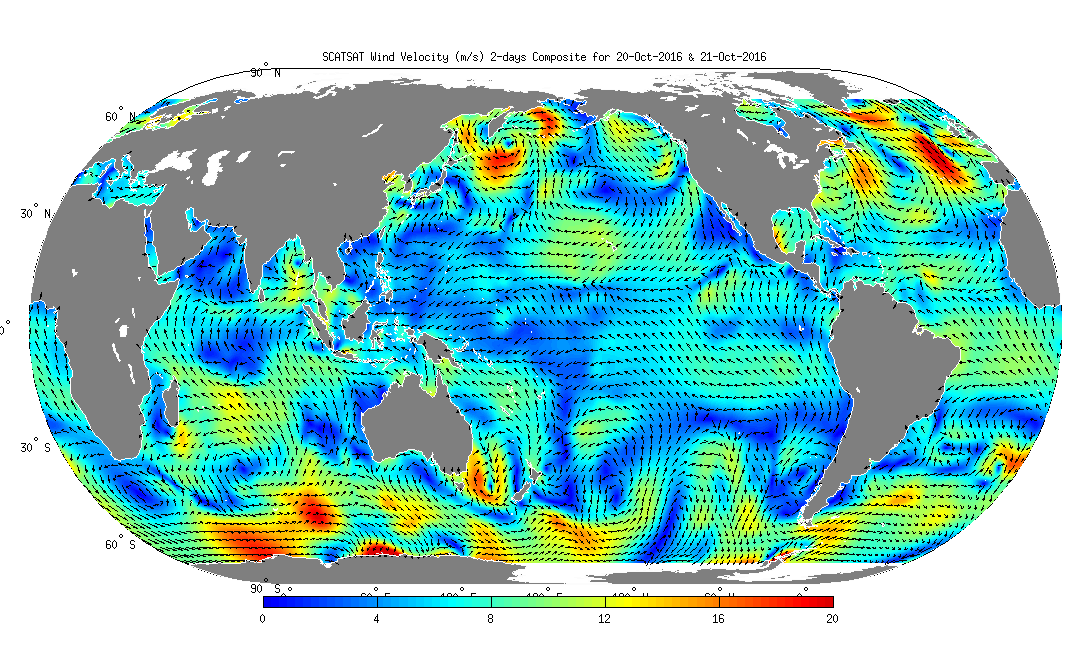 SCATSAT Wind Velocity (m/s) 2-days Composite for 20-Oct-2016 & 21-Oct-2016
90° N
60° N
30° N
0°
30° S
60° S
90° S
0 4 8 12 16 20